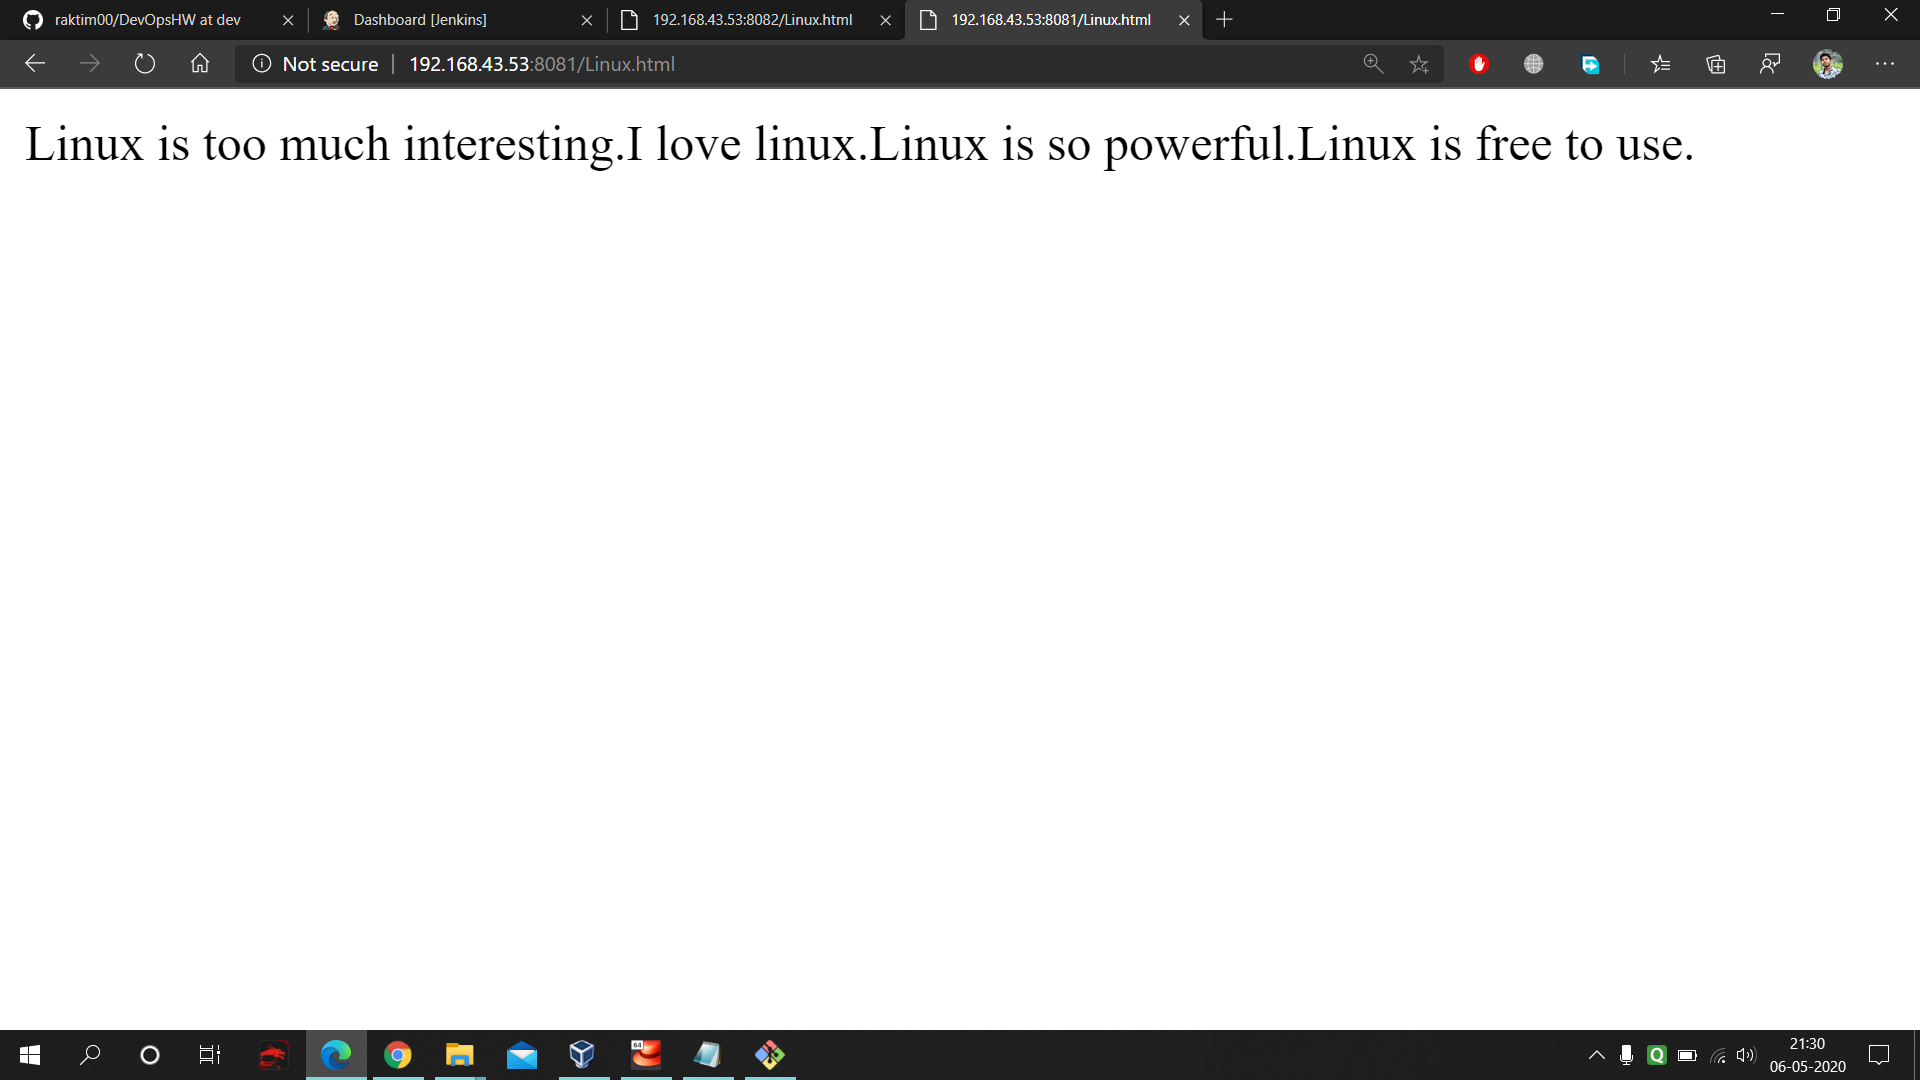 raktim00/DevOpsHW at dev
Dashboard [Jenkins]
192.168.43.53:8082/Linux.html
192.168.43.53:8081/Linux.html
Not secure
192.168.43.53:8081/Linux.html
Linux is too much interesting.I love linux.Linux is so powerful.Linux is free to use.
64
Q
21:30
06-05-2020